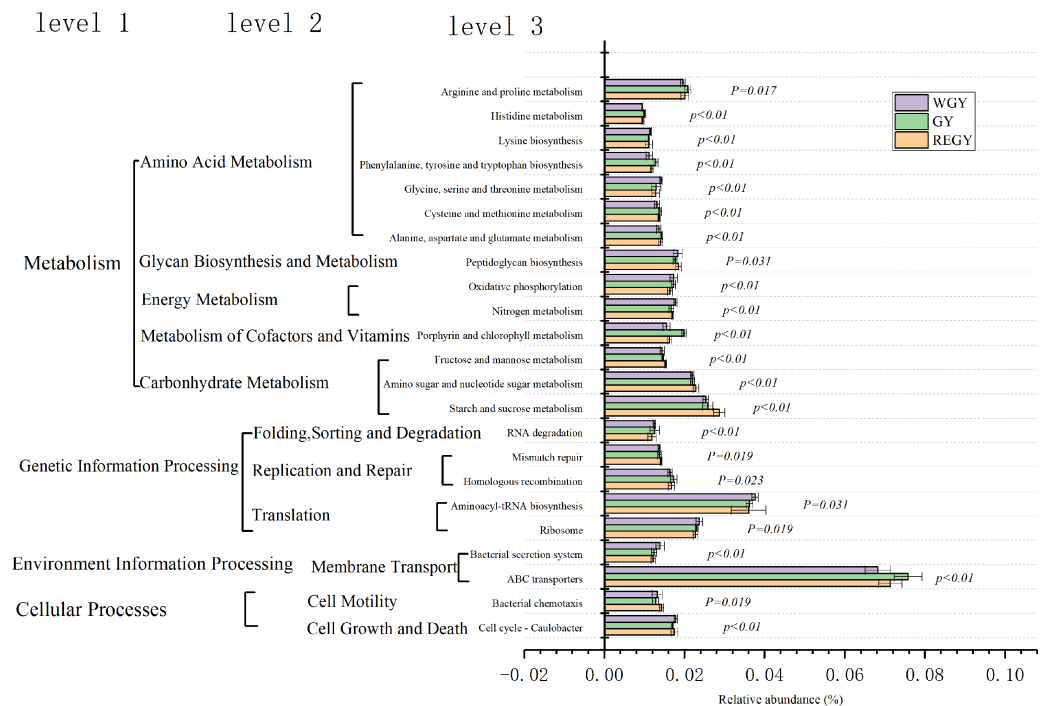 level 1 level 2 level 3
Arginine and proline metabolism P=0.017
WGY
GY
REGY
Histidine metabolism p<0.01
Lysine biosynthesis p<0.01
Amino Acid Metabolism
Phenylalanine, tyrosine and tryptophan biosynthesis p<0.01
Glycine, serine and threonine metabolism p<0.01
Cysteine and methionine metabolism p<0.01
Alanine, aspartate and glutamate metabolism p<0.01
Metabolism
Glycan Biosynthesis and Metabolism
Peptidoglycan biosynthesis P=0.031
Oxidative phosphorylation p<0.01
Energy Metabolism
Nitrogen metabolism p<0.01
Metabolism of Cofactors and Vitamins
Porphyrin and chlorophyll metabolism p<0.01
Fructose and mannose metabolism p<0.01
Carbonhydrate Metabolism
Amino sugar and nucleotide sugar metabolism p<0.01
Starch and sucrose metabolism p<0.01
Folding,Sorting and Degradation
RNA degradation p<0.01
Genetic Information Processing
Mismatch repair P=0.019
Replication and Repair
Homologous recombination P=0.023
Aminoacyl-tRNA biosynthesis P=0.031
Translation
Ribosome P=0.019
Environment Information Processing
Membrane Transport
Bacterial secretion system p<0.01
ABC transporters p<0.01
Cellular Processes
Cell Motility
Bacterial chemotaxis P=0.019
Cell Growth and Death
Cell cycle - Caulobacter p<0.01
-0.02 0.00 0.02 0.04 0.06 0.08 0.10
Relative abundance (%)